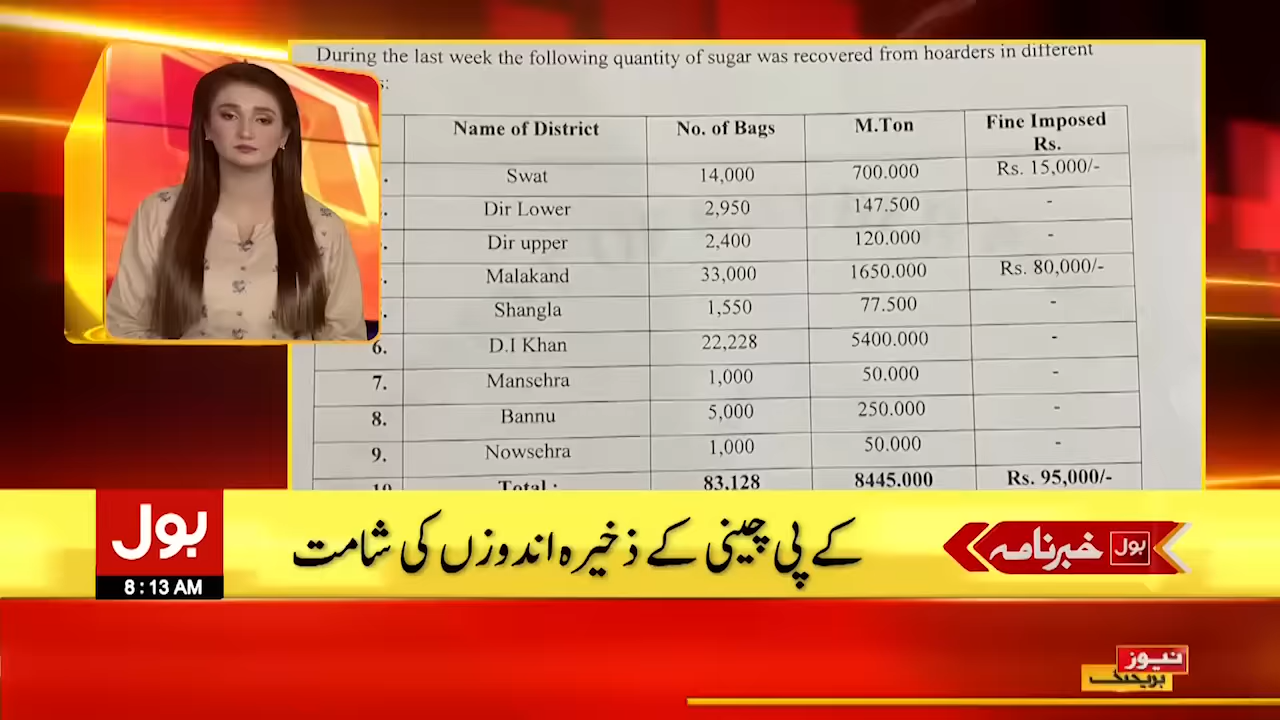 During the last week the following quantity of sugar was recovered from hoarders in different
s:
Name of District No. of Bags M.Ton Fine Imposed Rs.
. Swat 14,000 700.000 Rs. 15,000/-
. Dir Lower 2,950 147.500 -
. Dir upper 2,400 120.000 -
. Malakand 33,000 1650.000 Rs. 80,000/-
. Shangla 1,550 77.500 -
6. D.I Khan 22,228 5400.000 -
7. Mansehra 1,000 50.000 -
8. Bannu 5,000 250.000 -
9. Nowsehra 1,000 50.000 -
10 Total : 83,128 8445.000 Rs. 95,000/-
بول
8:13 AM
کے پی چینی کے ذخیرہ اندوزں کی شامت
بول خبرنامہ
نیوز
بریکنگ